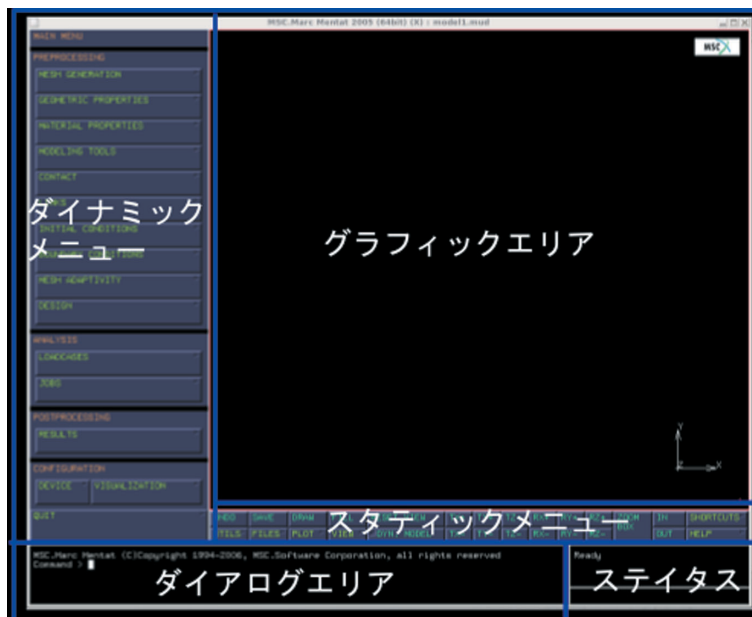 MSC.Marc Mentat 2005 (64bit) (X) : model1.mud
MAIN MENU
MSC X
PREPROCESSING
MESH GENERATION
GEOMETRIC PROPERTIES
MATERIAL PROPERTIES
MODELING TOOLS
CONTACT
ダイナミック
INITIAL CONDITIONS
メニュー
CONDITIONS
グラフィックエリア
MESH ADAPTIVITY
DESIGN
ANALYSIS
LOADCASES
JOBS
POSTPROCESSING
RESULTS
Y
Z X
CONFIGURATION
DEVICE VISUALIZATION
QUIT
UNDO SAVE DRAW ZOOM BOX IN SHORTCUTS
スタティックメニュー
UTILS FILES PLOT VIEW MODEL OUT HELP
MSC.Marc Mentat (C)Copyright 1994-2006, MSC.Software Corporation, all rights reserved
Command >
Ready
ダイアログエリア
ステイタス